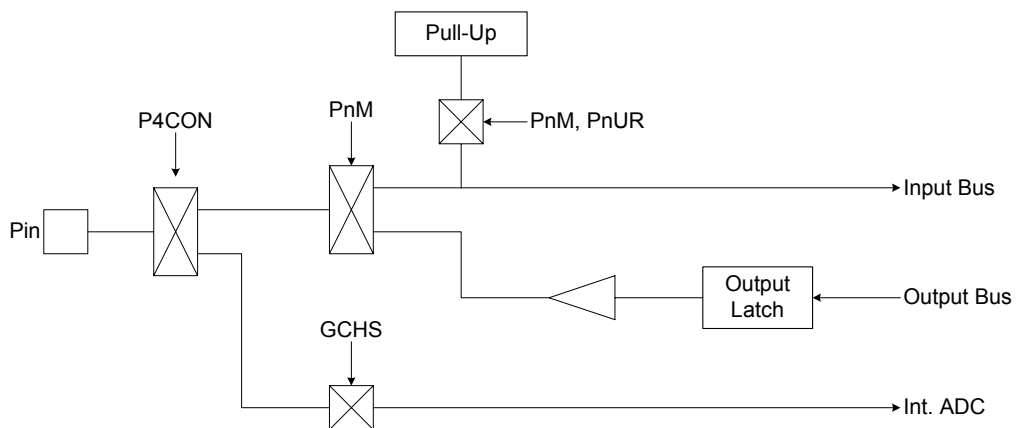 Pull-Up
PnM
PnM, PnUR
P4CON
Input Bus
Pin
Output
Latch
Output Bus
GCHS
Int. ADC